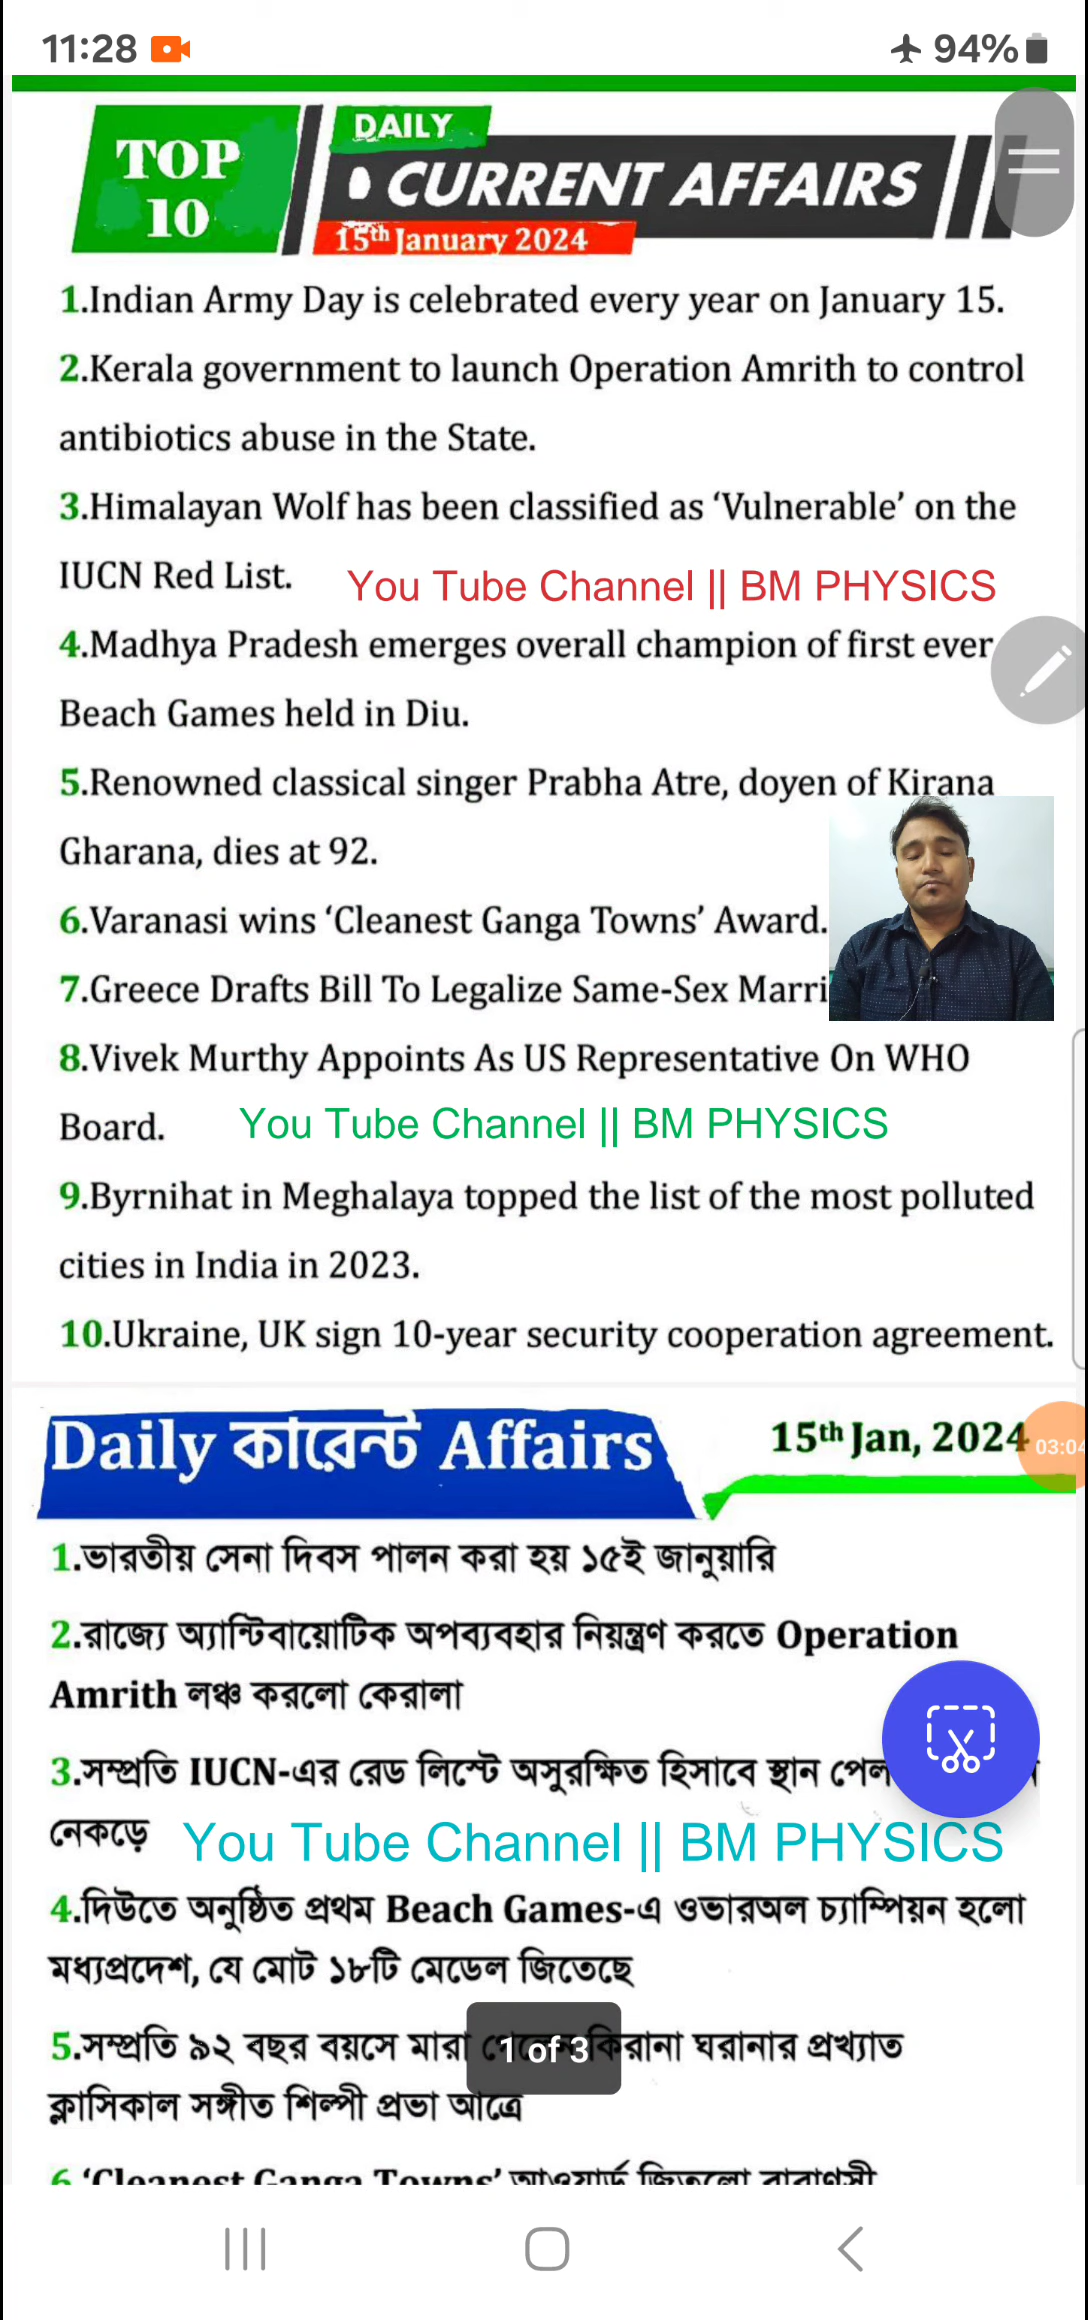 11:28
94%
TOP
10
DAILY
CURRENT AFFAIRS
15th January 2024
1.Indian Army Day is celebrated every year on January 15.
2.Kerala government to launch Operation Amrith to control
antibiotics abuse in the State.
3.Himalayan Wolf has been classified as ‘Vulnerable’ on the
IUCN Red List.
You Tube Channel || BM PHYSICS
4.Madhya Pradesh emerges overall champion of first ever
Beach Games held in Diu.
5.Renowned classical singer Prabha Atre, doyen of Kirana
Gharana, dies at 92.
6.Varanasi wins ‘Cleanest Ganga Towns’ Award.
7.Greece Drafts Bill To Legalize Same-Sex Marri
8.Vivek Murthy Appoints As US Representative On WHO
Board.
You Tube Channel || BM PHYSICS
9.Byrnihat in Meghalaya topped the list of the most polluted
cities in India in 2023.
10.Ukraine, UK sign 10-year security cooperation agreement.
Daily কারেন্ট Affairs
15th Jan, 2024
03:04
1.ভারতীয় সেনা দিবস পালন করা হয় ১৫ই জানুয়ারি
2.রাজ্যে অ্যান্টিবায়োটিক অপব্যবহার নিয়ন্ত্রণ করতে Operation
Amrith লঞ্চ করলো কেরালা
3.সম্প্রতি IUCN-এর রেড লিস্টে অসুরক্ষিত হিসাবে স্থান পেল
নেকড়ে
You Tube Channel || BM PHYSICS
4.দিউতে অনুষ্ঠিত প্রথম Beach Games-এ ওভারঅল চ্যাম্পিয়ন হলো
মধ্যপ্রদেশ, যে মোট ১৮টি মেডেল জিতেছে
5.সম্প্রতি ৯২ বছর বয়সে মারা কিরানা ঘরানার প্রখ্যাত
1 of 3
ক্লাসিকাল সঙ্গীত শিল্পী প্রভা আত্রে
6.‘Cleanest Ganga Towns’ আওয়ার্ড জিতলো বারাণসী